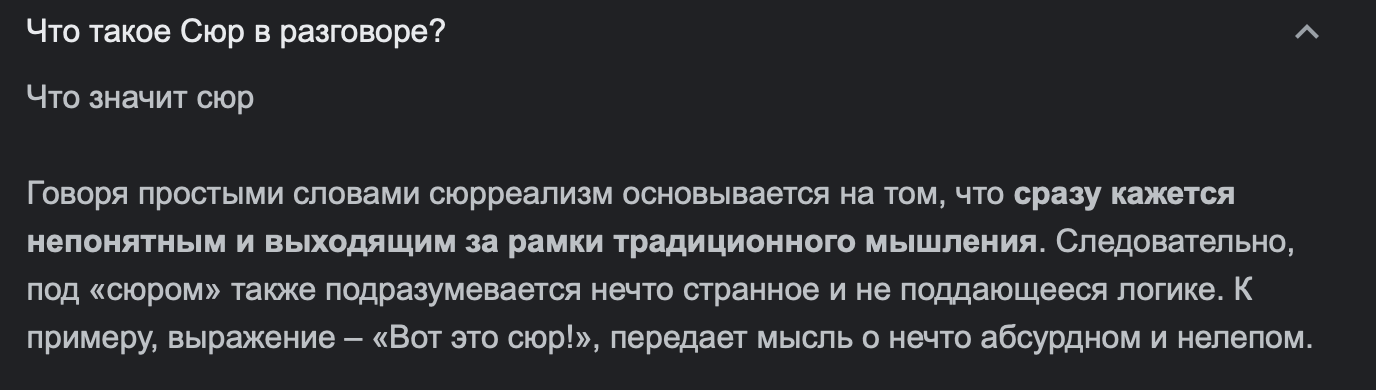 Что такое Сюр в разговоре?
Что значит сюр
Говоря простыми словами сюрреализм основывается на том, что сразу кажется
непонятным и выходящим за рамки традиционного мышления. Следовательно,
под «сюром» также подразумевается нечто странное и не поддающееся логике. К
примеру, выражение – «Вот это сюр!», передает мысль о нечто абсурдном и нелепом.